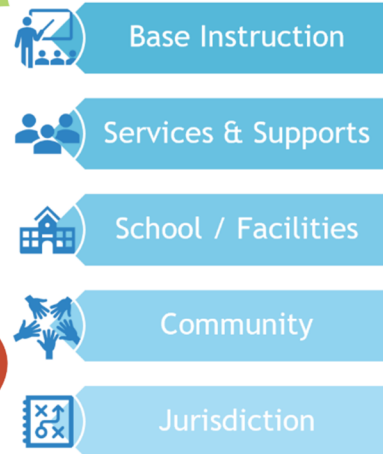 Base Instruction
Services & Supports
School / Facilities
Community
Jurisdiction